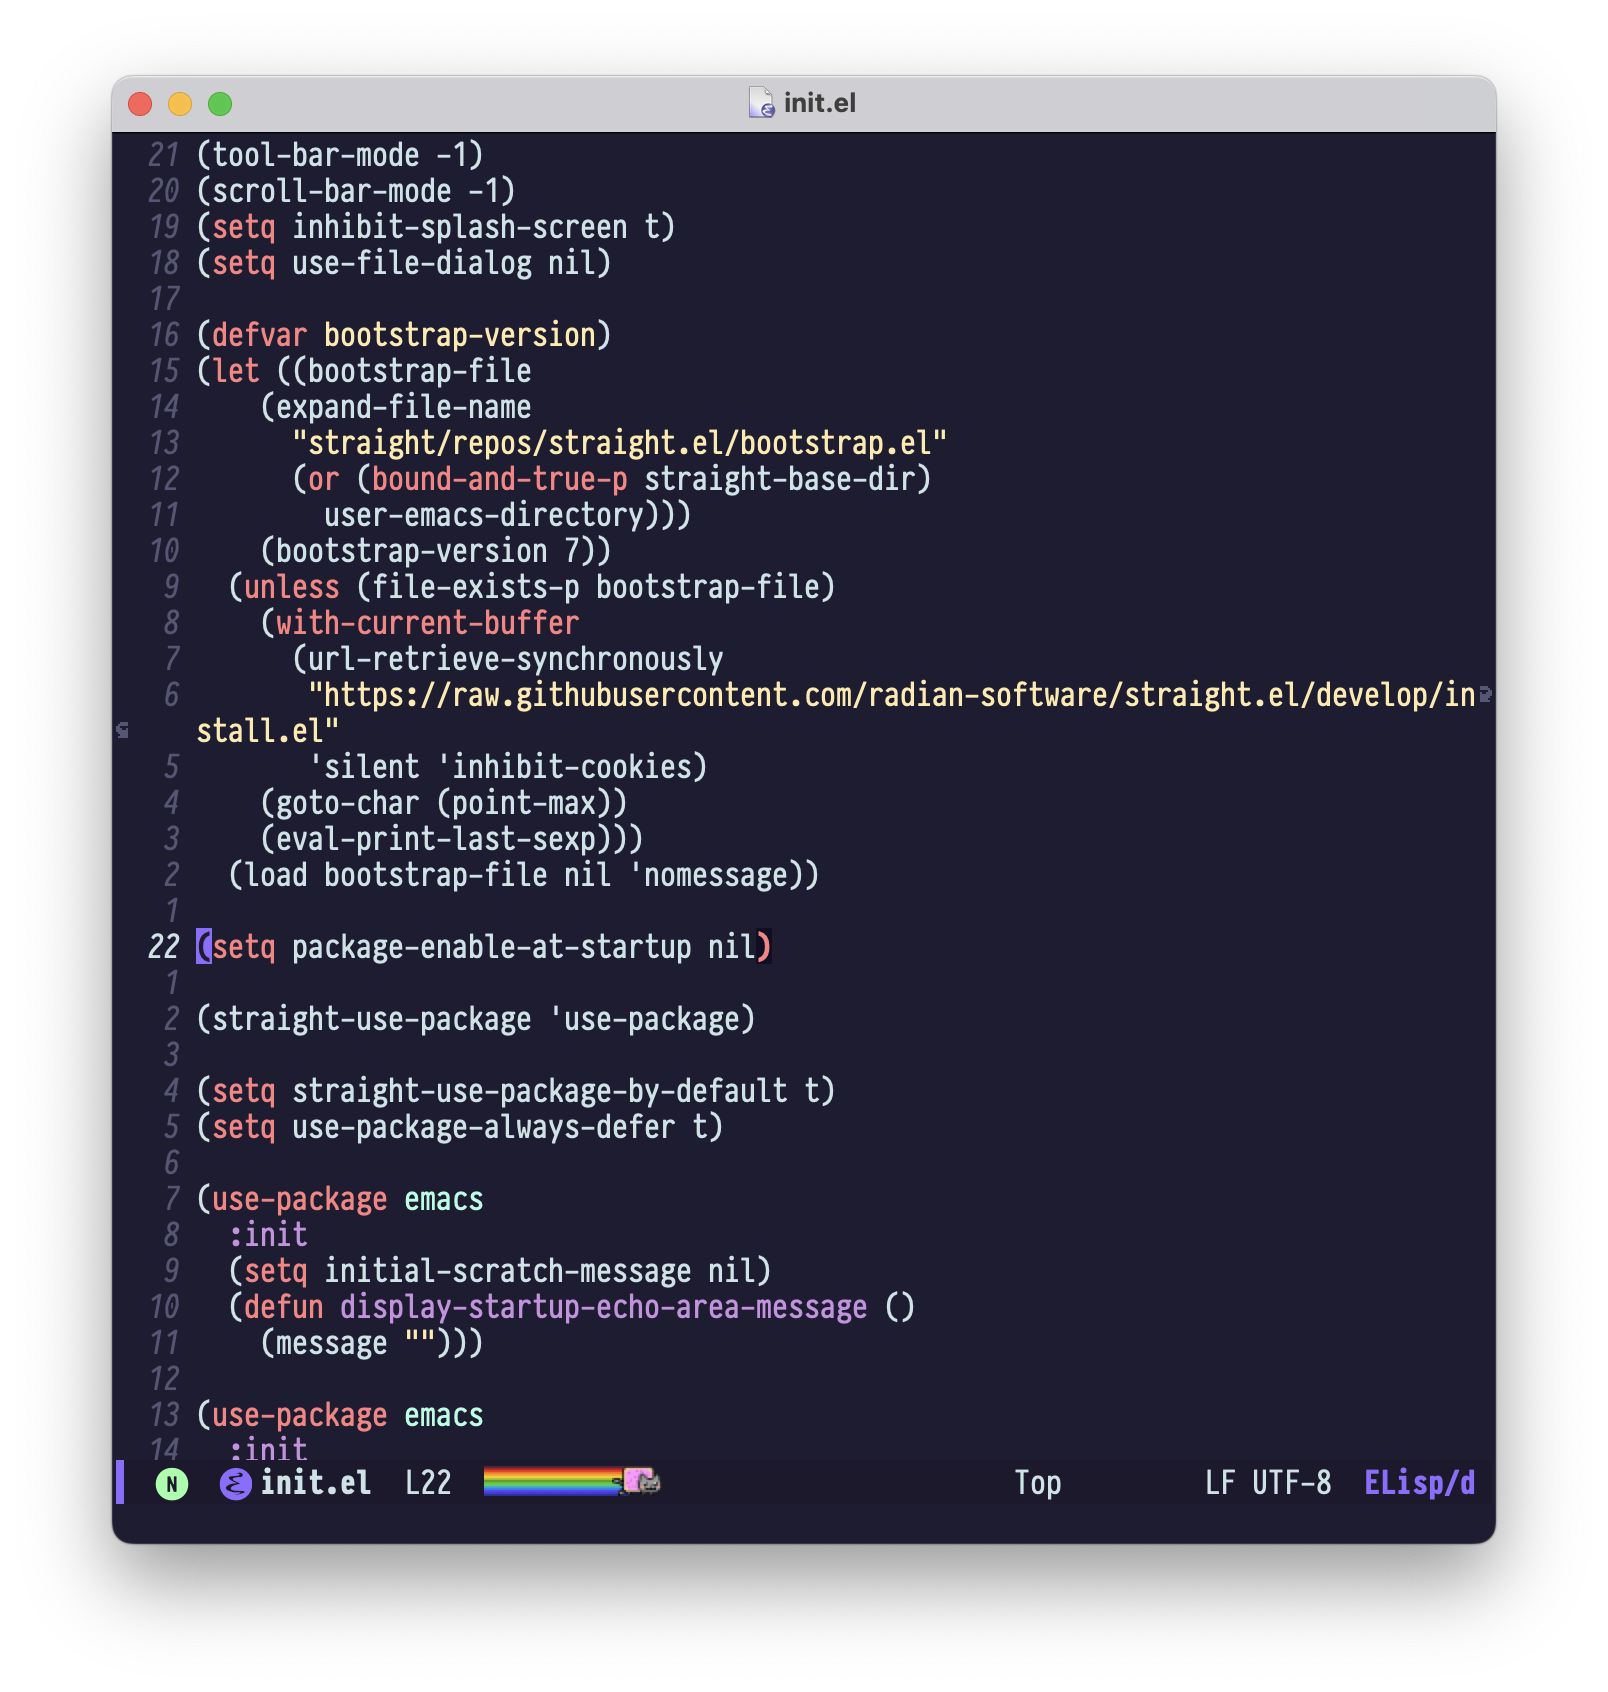 init.el
21 (tool-bar-mode -1)
20 (scroll-bar-mode -1)
19 (setq inhibit-splash-screen t)
18 (setq use-file-dialog nil)
17
16 (defvar bootstrap-version)
15 (let ((bootstrap-file
14     (expand-file-name
13       "straight/repos/straight.el/bootstrap.el"
12       (or (bound-and-true-p straight-base-dir)
11         user-emacs-directory)))
10     (bootstrap-version 7))
9   (unless (file-exists-p bootstrap-file)
8     (with-current-buffer
7       (url-retrieve-synchronously
6        "https://raw.githubusercontent.com/radian-software/straight.el/develop/in
stall.el"
5        'silent 'inhibit-cookies)
4     (goto-char (point-max))
3     (eval-print-last-sexp)))
2   (load bootstrap-file nil 'nomessage))
1
22 (setq package-enable-at-startup nil)
1
2 (straight-use-package 'use-package)
3
4 (setq straight-use-package-by-default t)
5 (setq use-package-always-defer t)
6
7 (use-package emacs
8   :init
9   (setq initial-scratch-message nil)
10   (defun display-startup-echo-area-message ()
11     (message "")))
12
13 (use-package emacs
14   :init
N init.el L22 Top LF UTF-8 ELisp/d